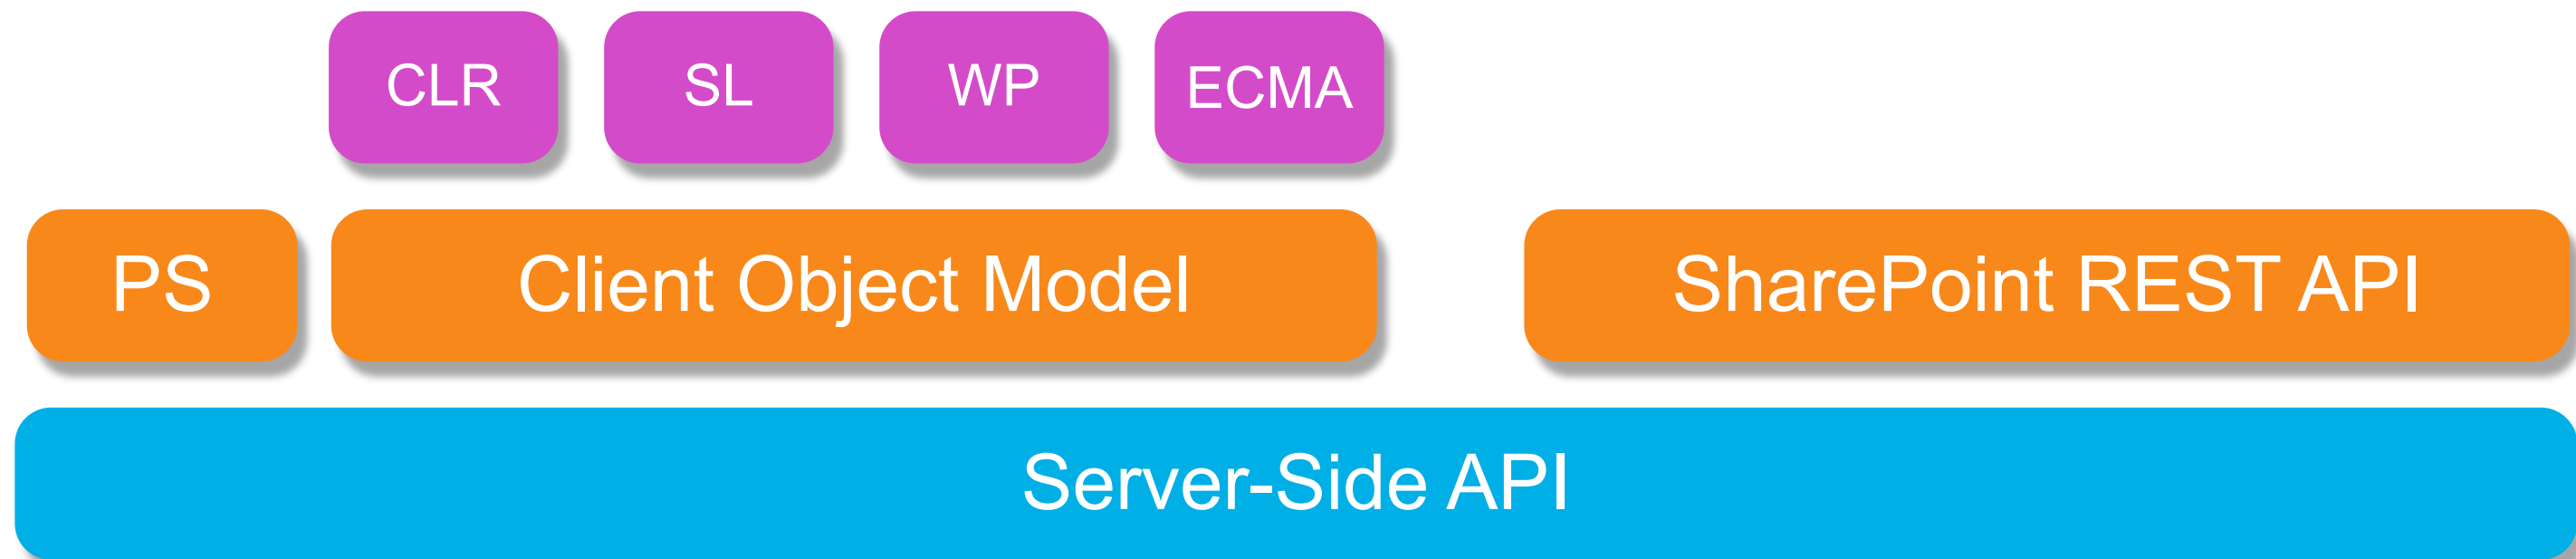 CLR
SL
WP
ECMA
PS
Client Object Model
SharePoint REST API
Server-Side API